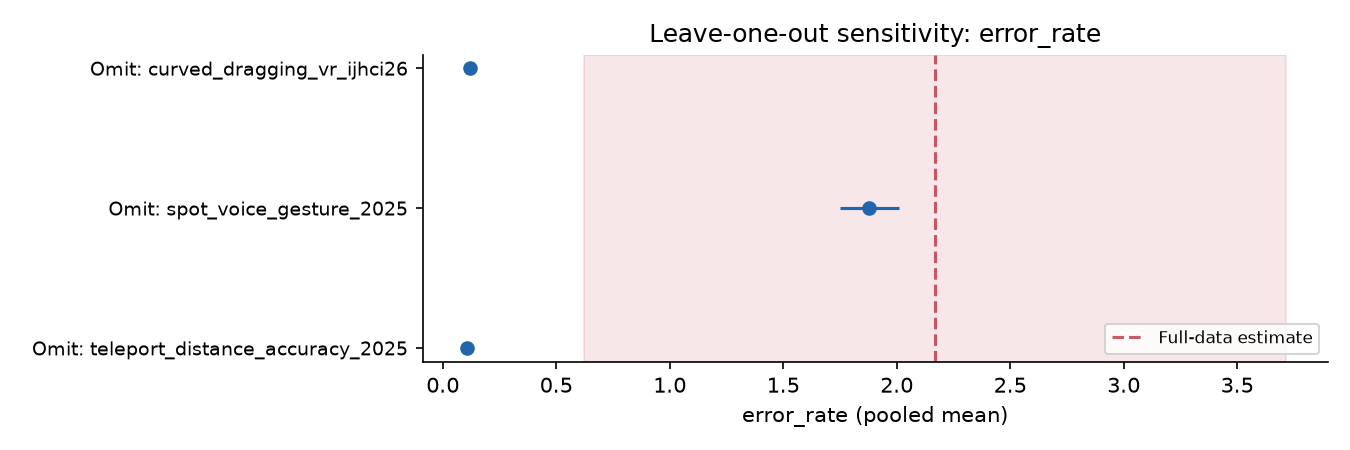 Leave-one-out sensitivity: error_rate
Omit: curved_dragging_vr_ijhci26
Omit: spot_voice_gesture_2025
Omit: teleport_distance_accuracy_2025
Full-data estimate
0.0 0.5 1.0 1.5 2.0 2.5 3.0 3.5
error_rate (pooled mean)